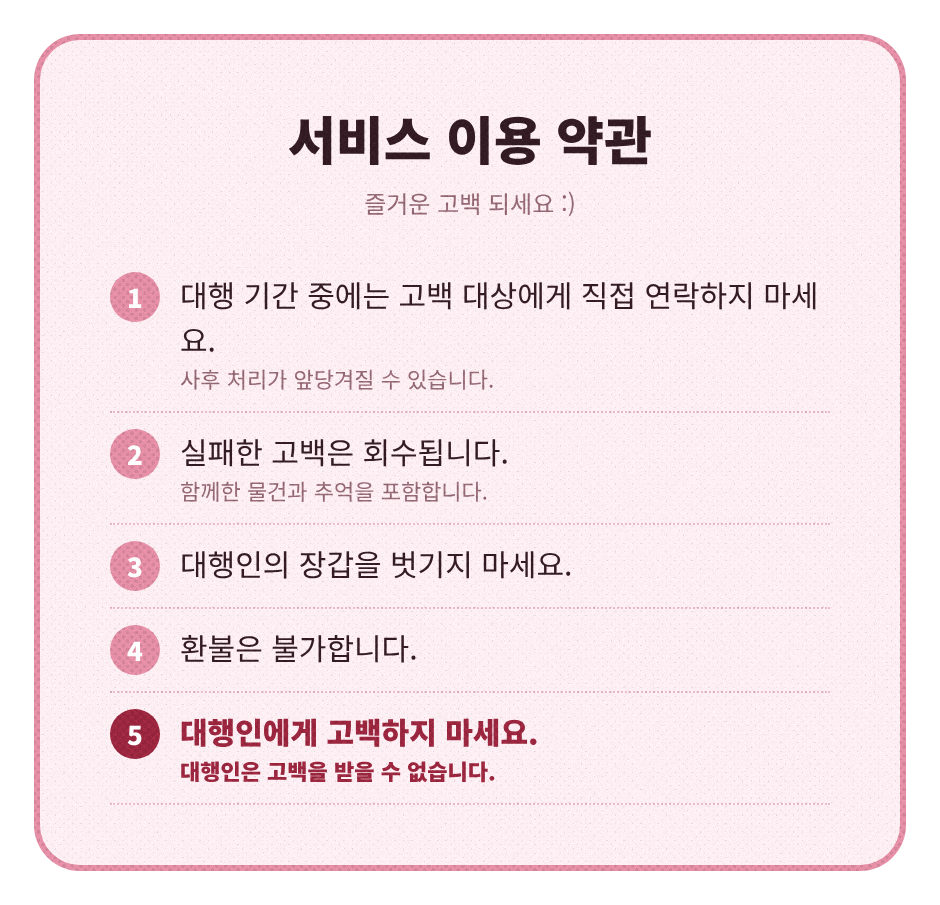 서비스 이용 약관
즐거운 고백 되세요 :)
1 대행 기간 중에는 고백 대상에게 직접 연락하지 마세
요.
사후 처리가 앞당겨질 수 있습니다.
2 실패한 고백은 회수됩니다.
함께한 물건과 추억을 포함합니다.
3 대행인의 장갑을 벗기지 마세요.
4 환불은 불가합니다.
5 대행인에게 고백하지 마세요.
대행인은 고백을 받을 수 없습니다.